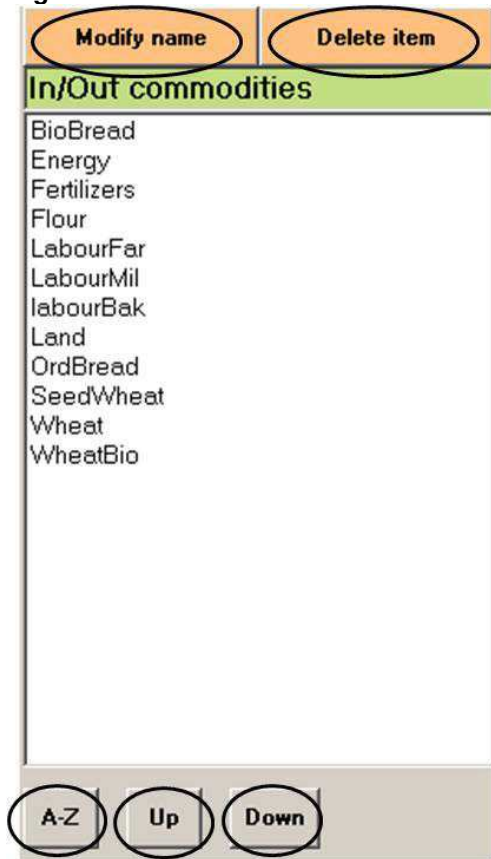 Modify name Delete item
In/Out commodities
BioBread
Energy
Fertilizers
Flour
LabourFar
LabourMil
labourBak
Land
OrdBread
SeedWheat
Wheat
WheatBio
A-Z Up Down